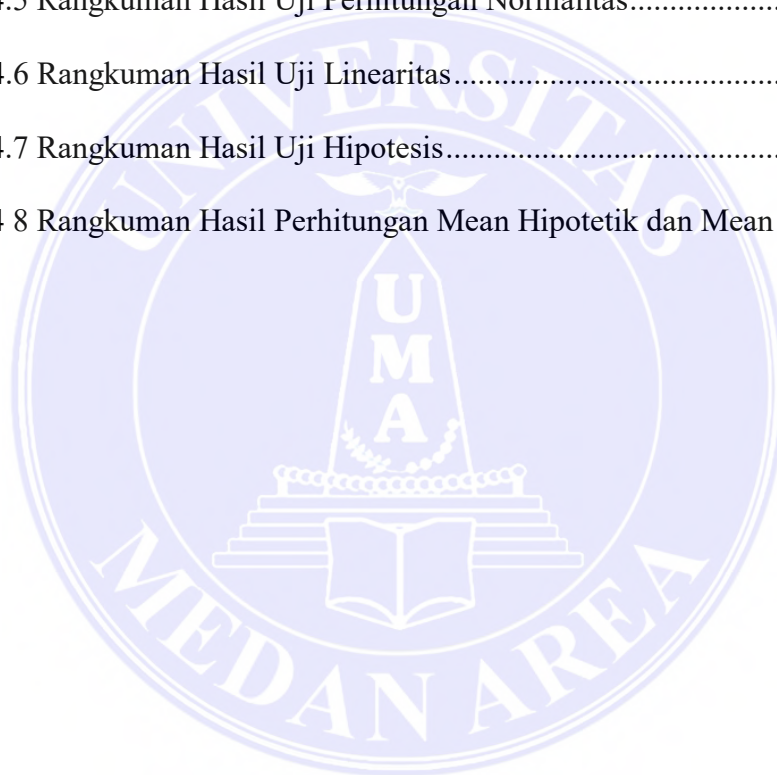 4.5 Rangkuman Hasil Uji Perhitungan Normalitas...................
4.6 Rangkuman Hasil Uji Linearitas.........................................
4.7 Rangkuman Hasil Uji Hipotesis..........................................
4 8 Rangkuman Hasil Perhitungan Mean Hipotetik dan Mean
UNIVERSITAS
UMA
MEDAN AREA